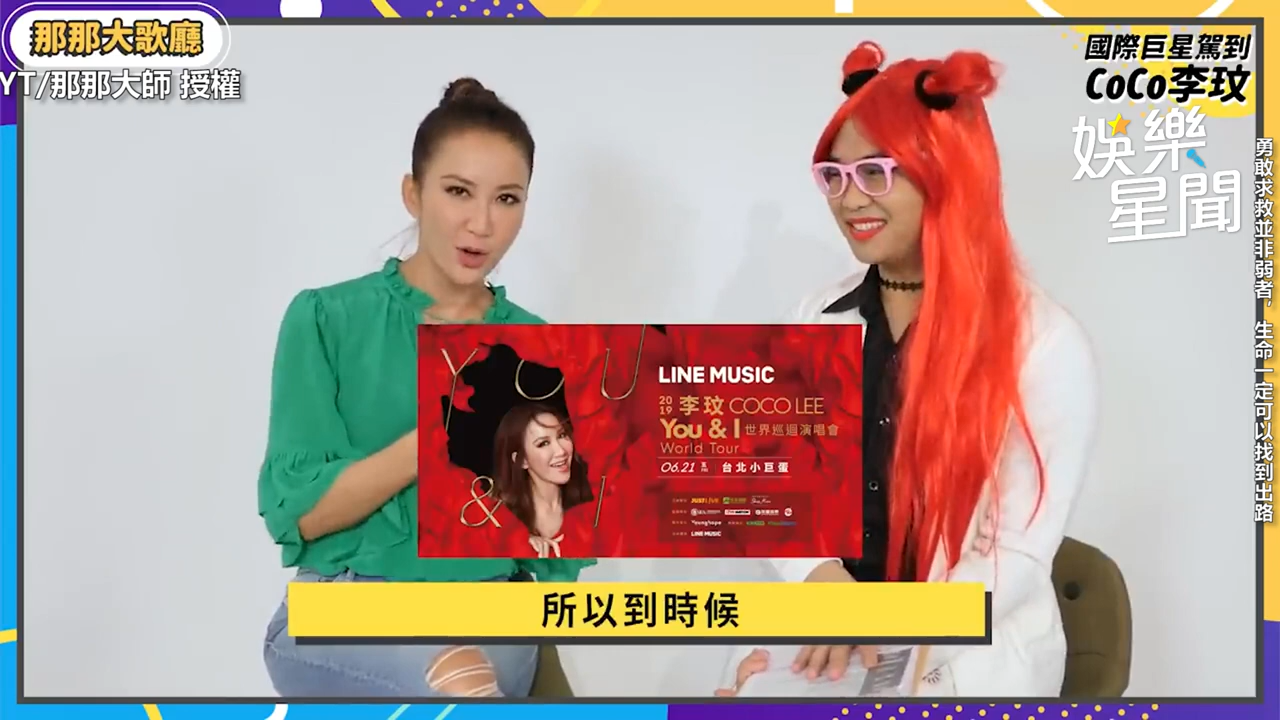 那那大歌廳
YT/那那大師 授權
國際巨星駕到
CoCo李玟
娛樂
星聞
勇敢求救並非弱者，生命一定可以找到出路
YOU
& I
LINE MUSIC
2019 李玟 COCO LEE
You & I 世界巡迴演唱會
World Tour
06.21 五 FRI 台北小巨蛋
LINE MUSIC
所以到時候